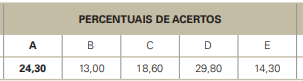 PERCENTUAIS DE ACERTOS
A B C D E
24,30 13,00 18,60 29,80 14,30